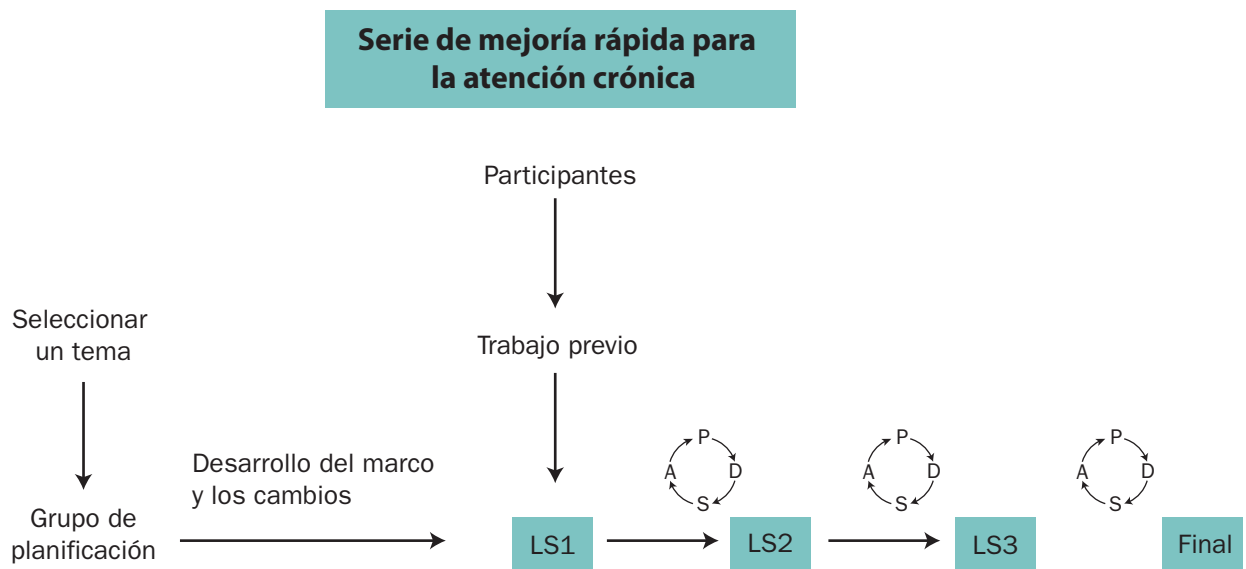 Serie de mejoría rápida para
la atención crónica
Participantes
Seleccionar
un tema
Trabajo previo
Desarrollo del marco
y los cambios
Grupo de
planificación
P
A D
S
P
A D
S
P
A D
S
LS1
LS2
LS3
Final